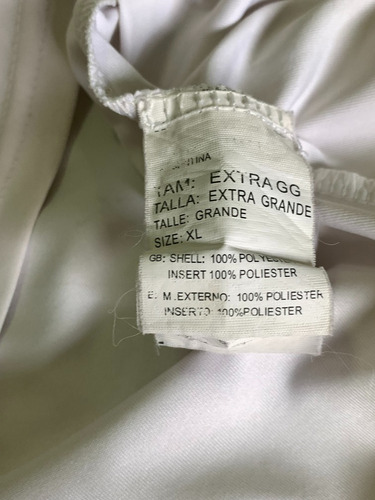 TAM: EXTRAGG
TALLA: EXTRA GRANDE
TALLE: GRANDE
SIZE: XL
GB: SHELL: 100% POLYESTER
INSERT 100% POLIESTER
E: M.EXTERNO: 100% POLIESTER
INSERTO 100%POLIESTER